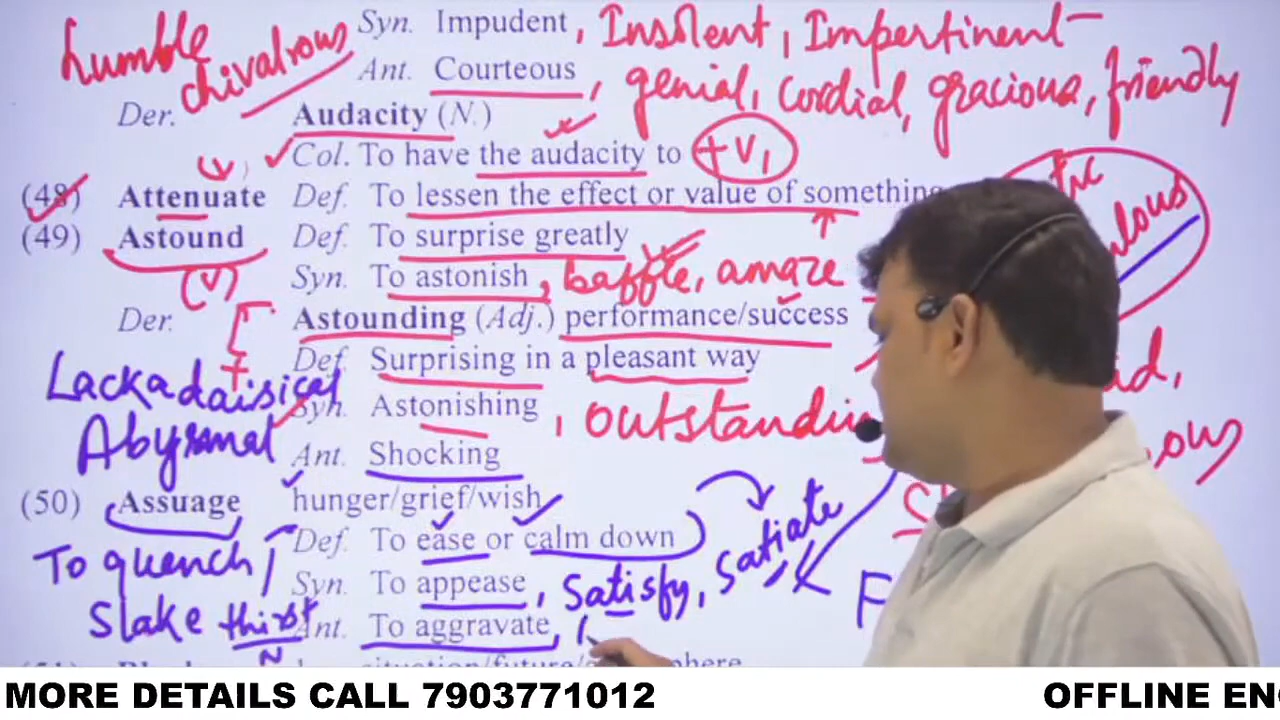 humble Syn. Impudent, Insolent, Impertinent
chivalrous Ant. Courteous, genial, cordial, gracious, friendly
Der. Audacity (N.)
Col. To have the audacity to +V1
(V)
(48) Attenuate Def. To lessen the effect or value of something
(49) Astound Def. To surprise greatly
(V) Syn. To astonish, baffle, amaze
Der. Astounding (Adj.) performance/success
Def. Surprising in a pleasant way
Lackadaisical Syn. Astonishing, outstanding
Abysmal Ant. Shocking
(50) Assuage hunger/grief/wish
Def. To ease or calm down
To quench / Syn. To appease, Satisfy, Satiate
Slake thirst Ant. To aggravate,
N
situation/future/
MORE DETAILS CALL 7903771012 OFFLINE EN